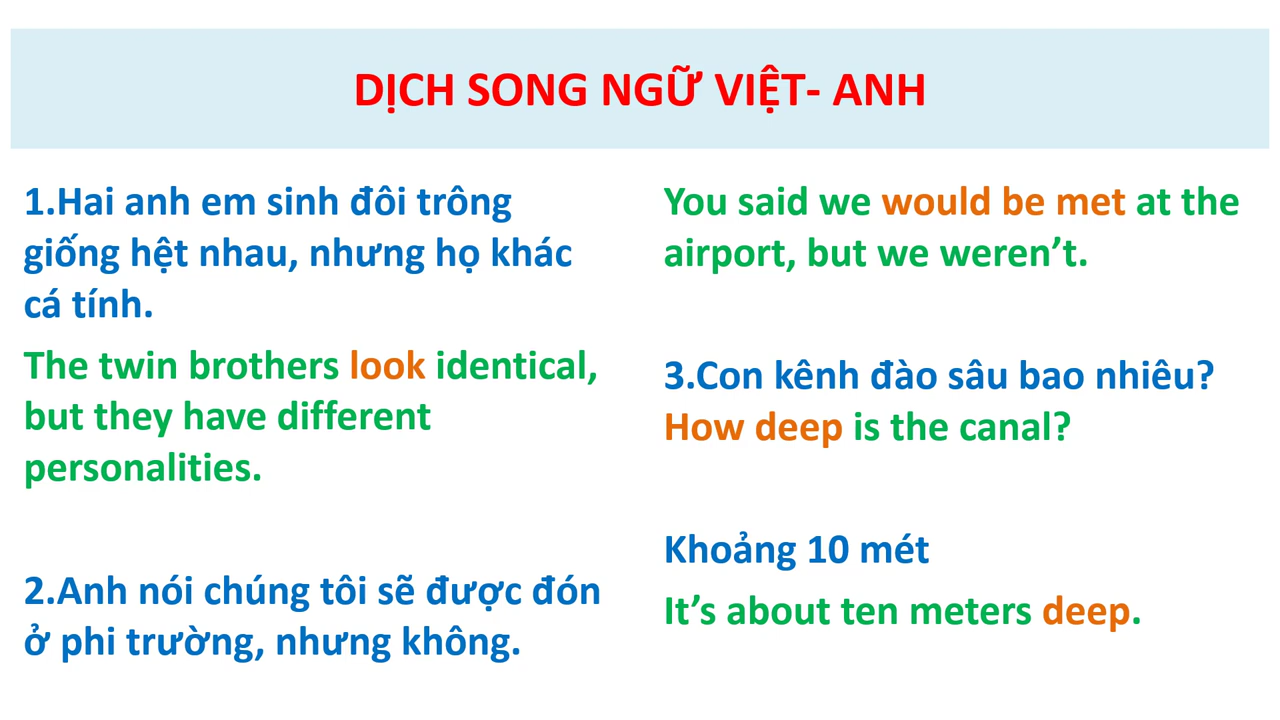 DỊCH SONG NGỮ VIỆT- ANH
1.Hai anh em sinh đôi trông
giống hệt nhau, nhưng họ khác
cá tính.
The twin brothers look identical,
but they have different
personalities.
2.Anh nói chúng tôi sẽ được đón
ở phi trường, nhưng không.
You said we would be met at the
airport, but we weren’t.
3.Con kênh đào sâu bao nhiêu?
How deep is the canal?
Khoảng 10 mét
It’s about ten meters deep.